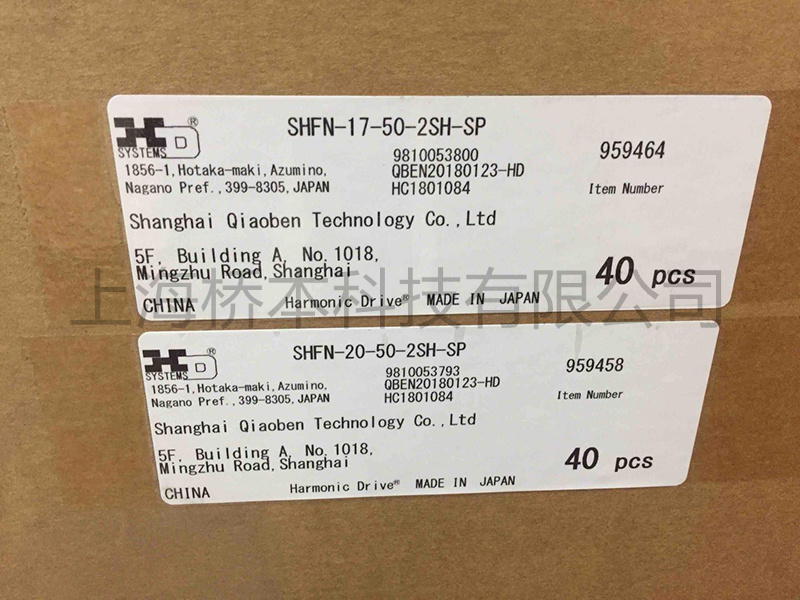 SHFN-17-50-2SH-SP
HD SYSTEMS ®
9810053800
959464
1856-1, Hotaka-maki, Azumino,
QBEN20180123-HD
Nagano Pref., 399-8305, JAPAN
HC1801084
Item Number
Shanghai Qiaoben Technology Co., Ltd
5F, Building A, No. 1018,
Mingzhu Road, Shanghai
40 pcs
CHINA
Harmonic Drive® MADE IN JAPAN
上海桥本科技有限公司
SHFN-20-50-2SH-SP
HD SYSTEMS ®
9810053793
959458
1856-1, Hotaka-maki, Azumino,
QBEN20180123-HD
Nagano Pref., 399-8305, JAPAN
HC1801084
Item Number
Shanghai Qiaoben Technology Co., Ltd
5F, Building A, No. 1018,
Mingzhu Road, Shanghai
40 pcs
CHINA
Harmonic Drive® MADE IN JAPAN